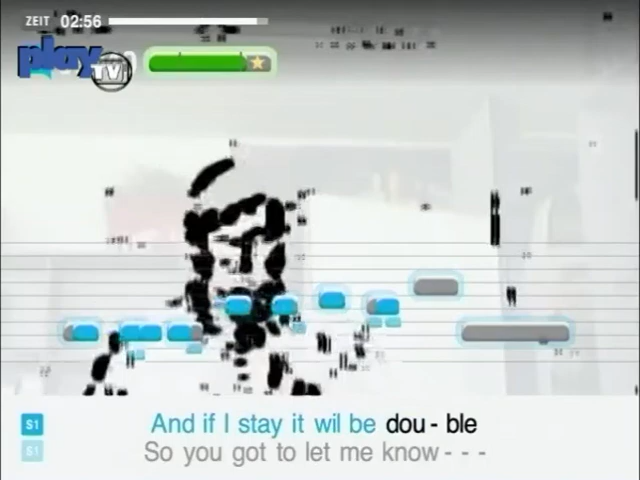 ZEIT 02:56
play TV
S1 And if I stay it wil be dou - ble
S1 So you got to let me know - - -